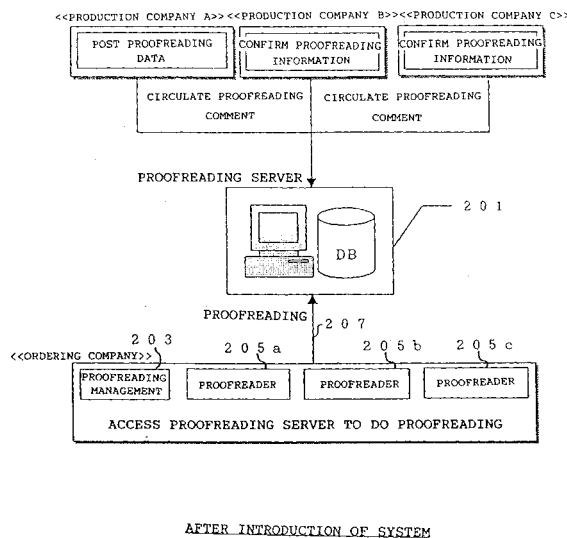 <<PRODUCTION COMPANY A>> <<PRODUCTION COMPANY B>> <<PRODUCTION COMPANY C>>
POST PROOFREADING
DATA
CONFIRM PROOFREADING
INFORMATION
CONFIRM PROOFREADING
INFORMATION
CIRCULATE PROOFREADING
COMMENT
CIRCULATE PROOFREADING
COMMENT
PROOFREADING SERVER
201
DB
PROOFREADING
207
203
205a
205b
205c
<<ORDERING COMPANY>>
PROOFREADING
MANAGEMENT
PROOFREADER
PROOFREADER
PROOFREADER
ACCESS PROOFREADING SERVER TO DO PROOFREADING
AFTER INTRODUCTION OF SYSTEM